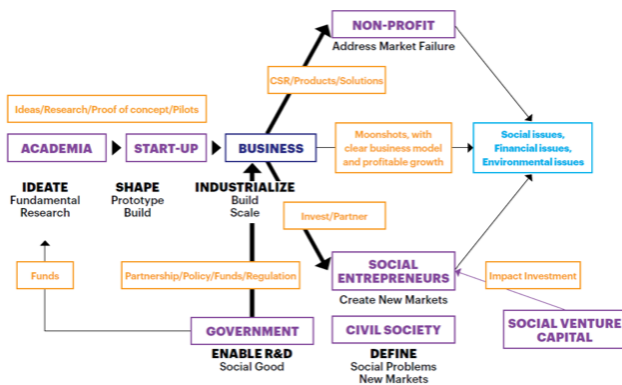 NON-PROFIT
Address Market Failure
CSR/Products/Solutions
Ideas/Research/Proof of concept/Pilots
ACADEMIA
START-UP
BUSINESS
Moonshots, with
clear business model
and profitable growth
Social issues,
Financial issues,
Environmental issues
IDEATE
Fundamental
Research
SHAPE
Prototype
Build
INDUSTRIALIZE
Build
Scale
Invest/Partner
Funds
Partnership/Policy/Funds/Regulation
SOCIAL
ENTREPRENEURS
Create New Markets
Impact Investment
GOVERNMENT
ENABLE R&D
Social Good
CIVIL SOCIETY
DEFINE
Social Problems
New Markets
SOCIAL VENTURE
CAPITAL